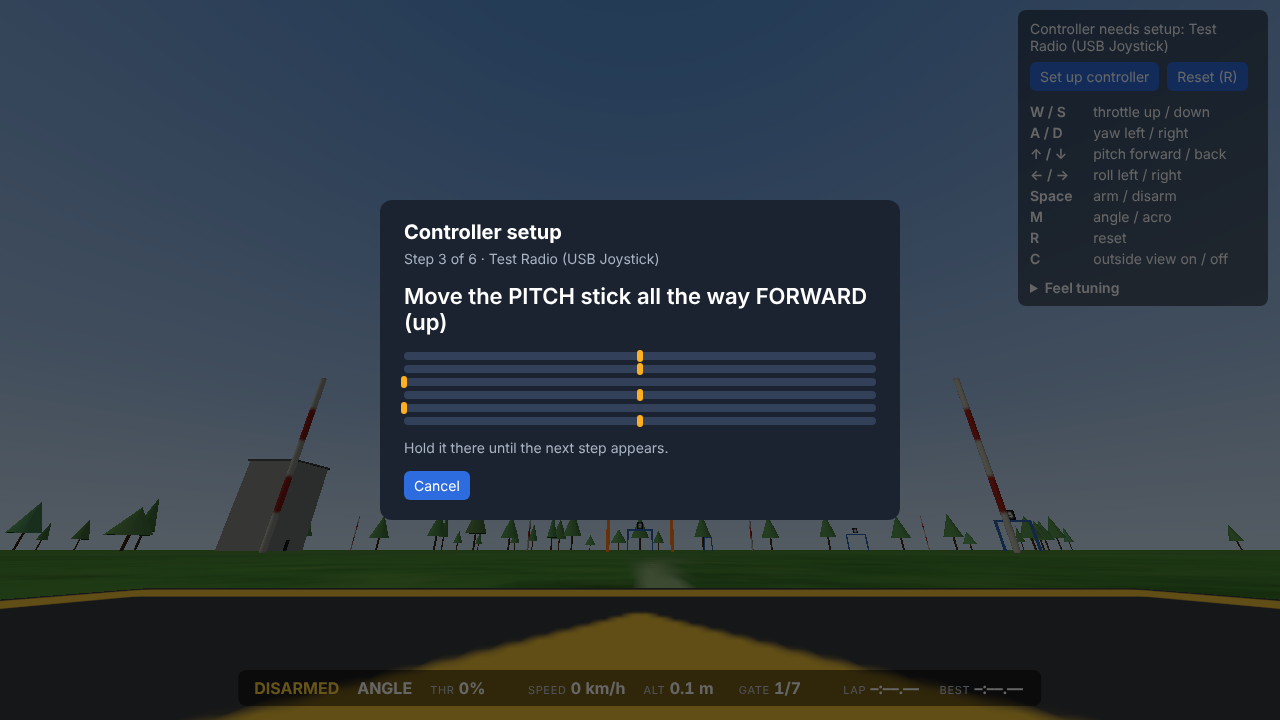 Controller needs setup: Test
Radio (USB Joystick)
Set up controller Reset (R)
W / S throttle up / down
A / D yaw left / right
↑ / ↓ pitch forward / back
← / → roll left / right
Space arm / disarm
M angle / acro
R reset
C outside view on / off
▶ Feel tuning
Controller setup
Step 3 of 6 · Test Radio (USB Joystick)
Move the PITCH stick all the way FORWARD
(up)
Hold it there until the next step appears.
Cancel
DISARMED ANGLE THR 0% SPEED 0 km/h ALT 0.1 m GATE 1/7 LAP –:––.–– BEST –:––.––